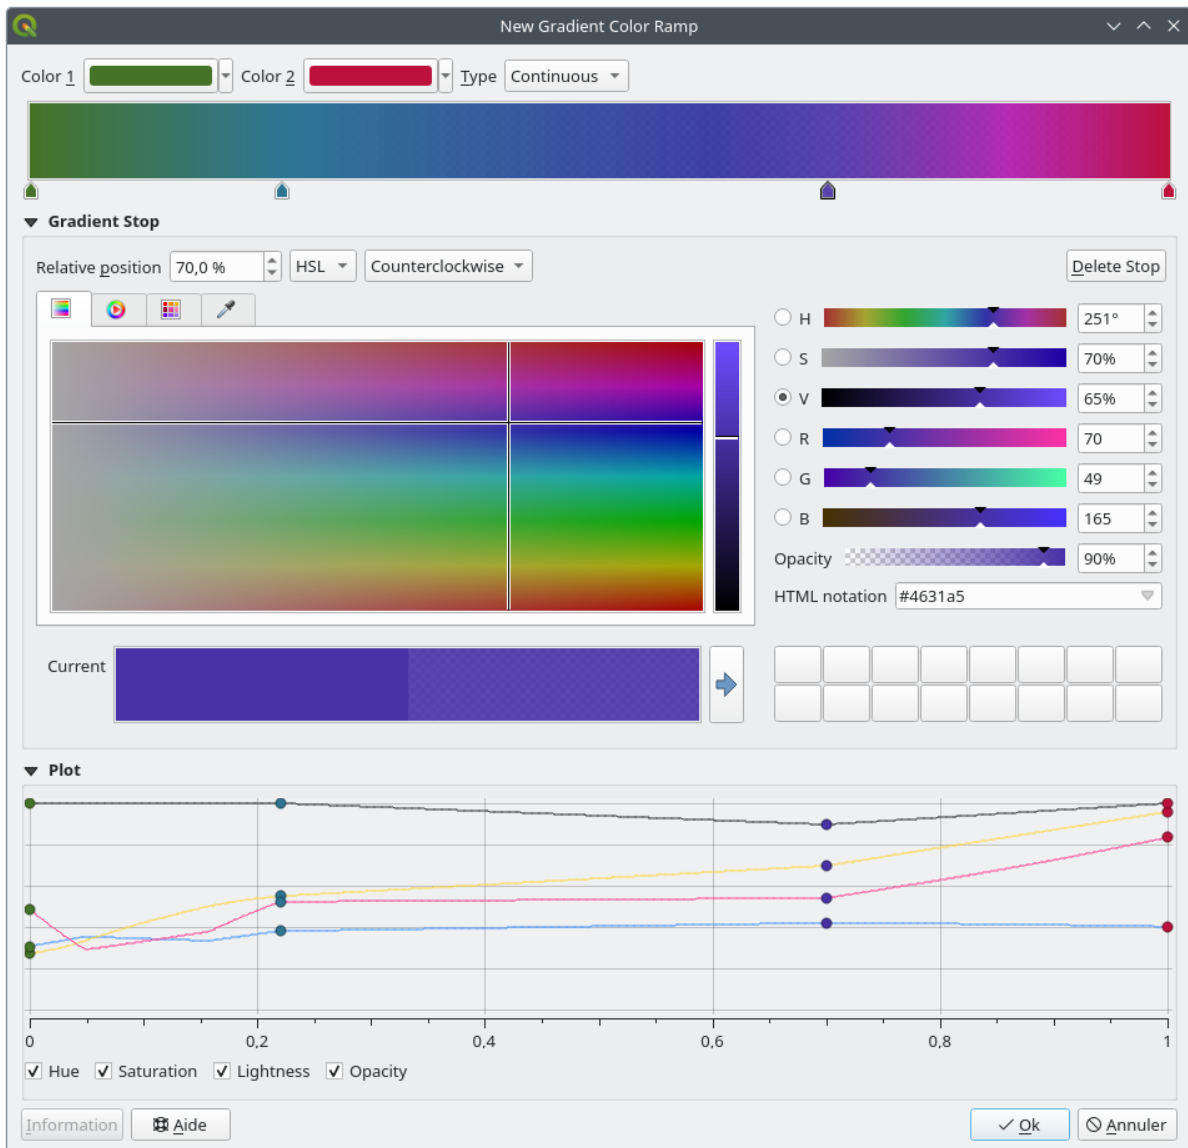 New Gradient Color Ramp
Color 1 Color 2 Type Continuous
Gradient Stop
Relative position 70,0 % HSL Counterclockwise Delete Stop
H 251°
S 70%
V 65%
R 70
G 49
B 165
Opacity 90%
HTML notation #4631a5
Current
Plot
0 0,2 0,4 0,6 0,8 1
Hue Saturation Lightness Opacity
Information Aide Ok Annuler